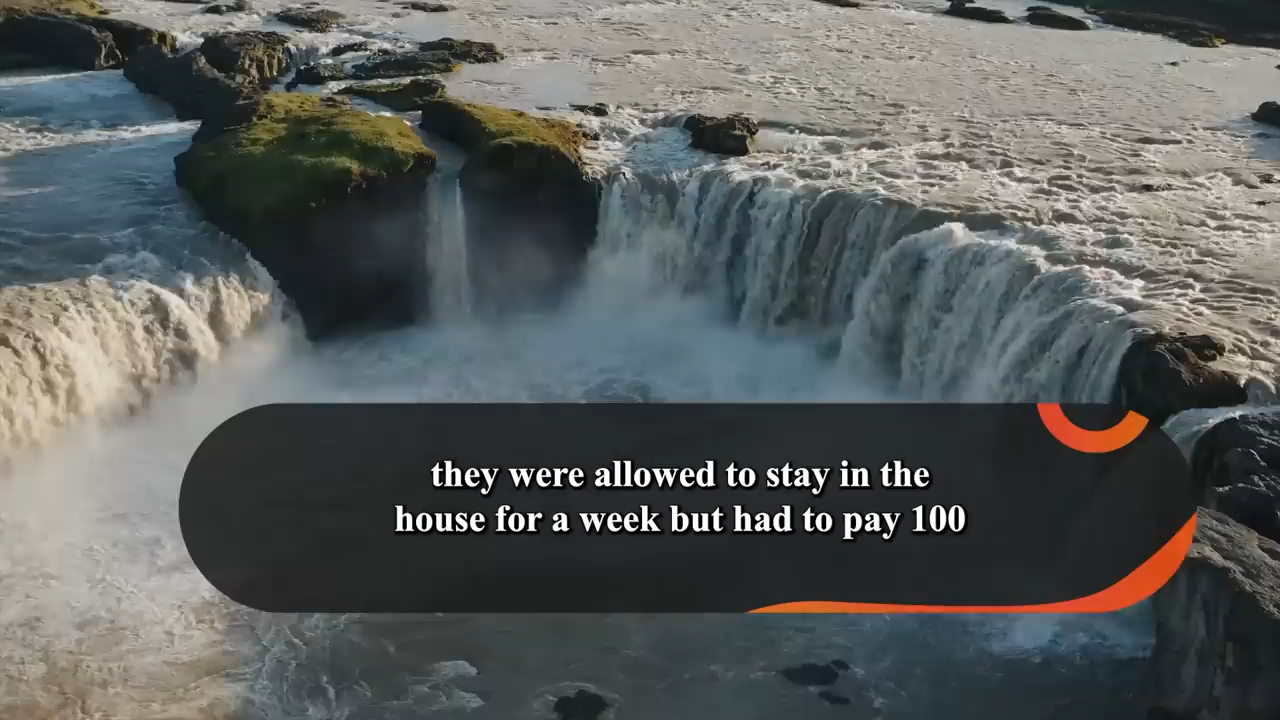 they were allowed to stay in the
house for a week but had to pay 100